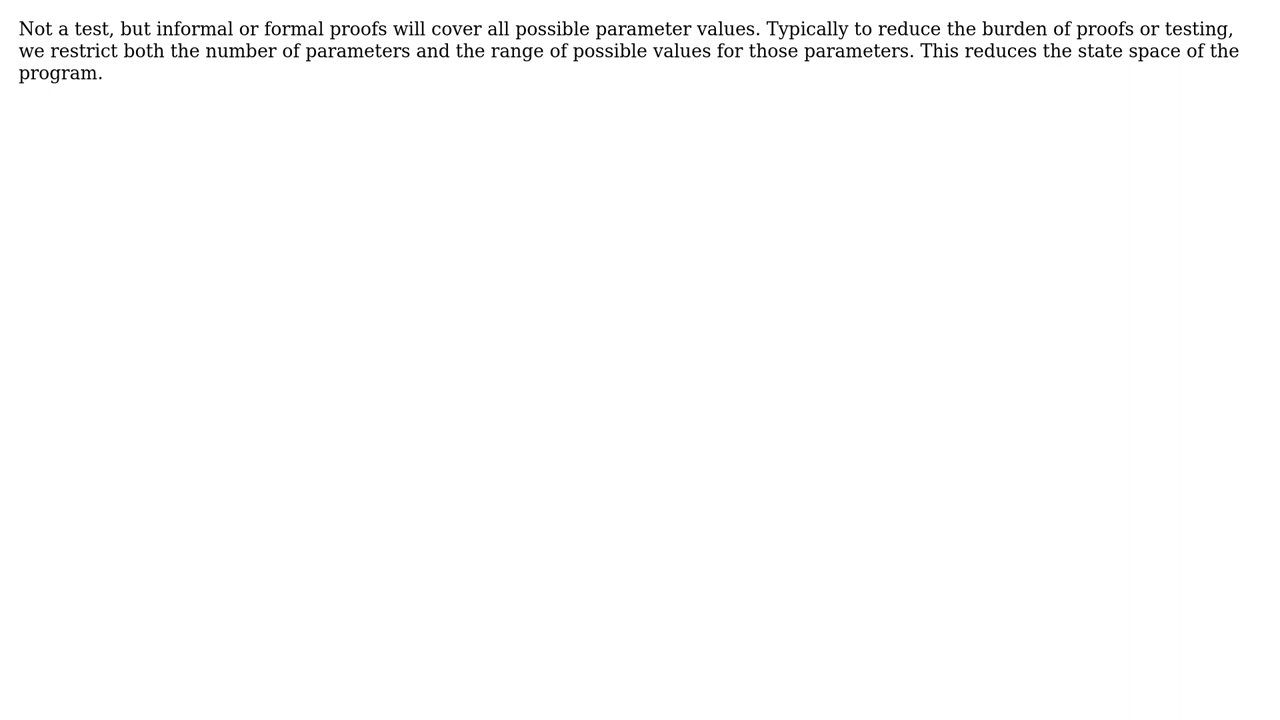 Not a test, but informal or formal proofs will cover all possible parameter values. Typically to reduce the burden of proofs or testing,
we restrict both the number of parameters and the range of possible values for those parameters. This reduces the state space of the
program.